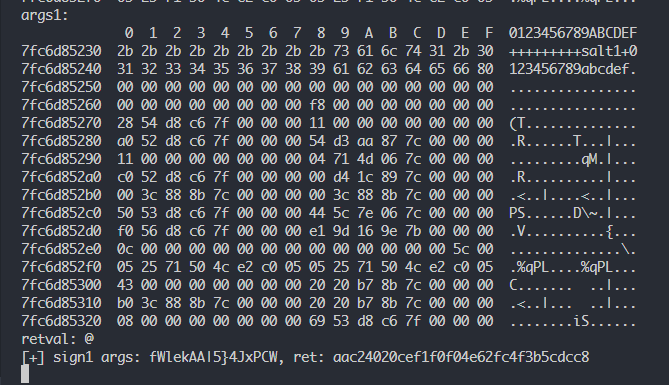 args1:
0 1 2 3 4 5 6 7 8 9 A B C D E F 0123456789ABCDEF
7fc6d85230 2b 2b 2b 2b 2b 2b 2b 2b 2b 73 61 6c 74 31 2b 30 +++++++++salt1+0
7fc6d85240 31 32 33 34 35 36 37 38 39 61 62 63 64 65 66 80 123456789abcdef.
7fc6d85250 00 00 00 00 00 00 00 00 00 00 00 00 00 00 00 00 ................
7fc6d85260 00 00 00 00 00 00 00 00 f8 00 00 00 00 00 00 00 ................
7fc6d85270 28 54 d8 c6 7f 00 00 00 11 00 00 00 00 00 00 00 (T..............
7fc6d85280 a0 52 d8 c6 7f 00 00 00 54 d3 aa 87 7c 00 00 00 .R......T...|...
7fc6d85290 11 00 00 00 00 00 00 00 04 71 4d 06 7c 00 00 00 .........qM.|...
7fc6d852a0 c0 52 d8 c6 7f 00 00 00 d4 1c 89 7c 00 00 00 .R..........|...
7fc6d852b0 00 3c 88 8b 7c 00 00 00 00 3c 88 8b 7c 00 00 00 .<..|....<..|...
7fc6d852c0 50 53 d8 c6 7f 00 00 00 44 5c 7e 06 7c 00 00 00 PS......D\~.|...
7fc6d852d0 f0 56 d8 c6 7f 00 00 00 e1 9d 16 9e 7b 00 00 00 .V..........{...
7fc6d852e0 0c 00 00 00 00 00 00 00 00 00 00 00 00 00 5c 00 ..............\.
7fc6d852f0 05 25 71 50 4c e2 c0 05 05 25 71 50 4c e2 c0 05 .%qPL....%qPL...
7fc6d85300 43 00 00 00 00 00 00 00 20 20 b7 8b 7c 00 00 00 C.......  ..|...
7fc6d85310 b0 3c 88 8b 7c 00 00 00 20 20 b7 8b 7c 00 00 00 .<..|...  ..|...
7fc6d85320 08 00 00 00 00 00 00 00 69 53 d8 c6 7f 00 00 00 ........iS......
retval: @
[+] sign1 args: fWlekAA|5}4JxPCW, ret: aac24020cef1f0f04e62fc4f3b5cdcc8